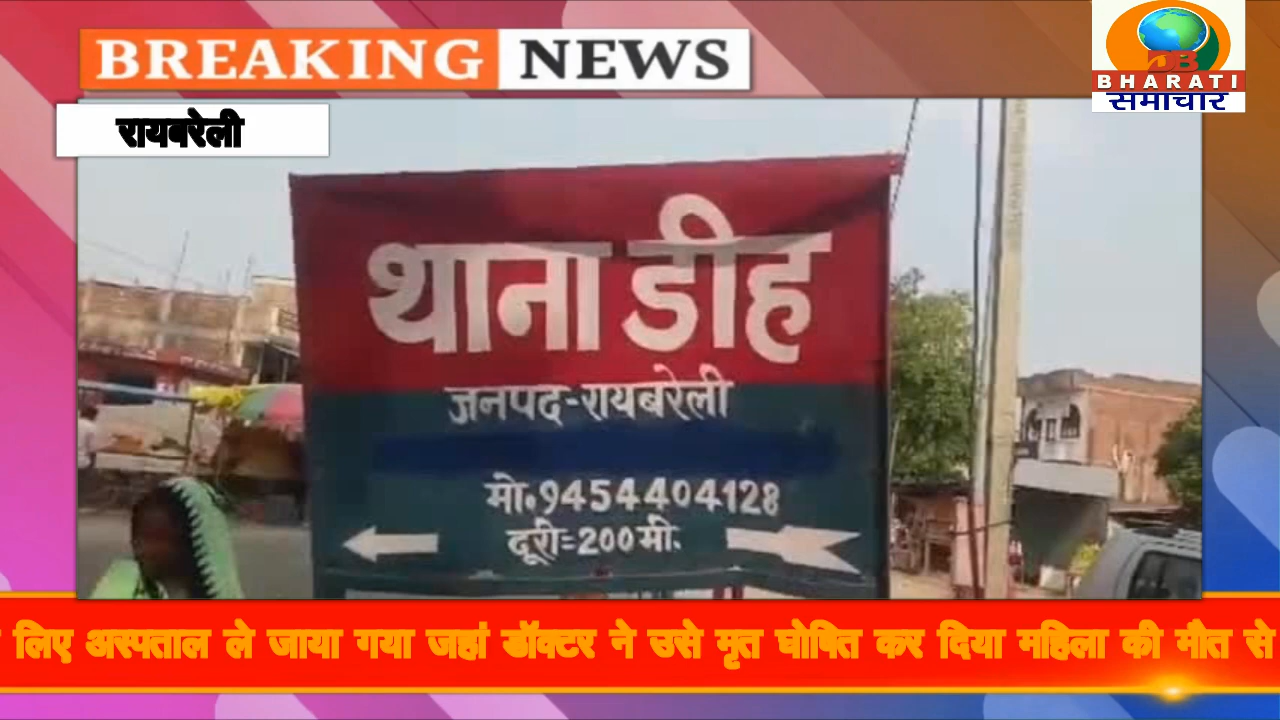 BREAKING NEWS
BHARATI
समाचार
रायबरेली
थाना डीह
जनपद-रायबरेली
मो.9454404128
दूरी=200मी.
लिए अस्पताल ले जाया गया जहां डॉक्टर ने उसे मृत घोषित कर दिया महिला की मौत से